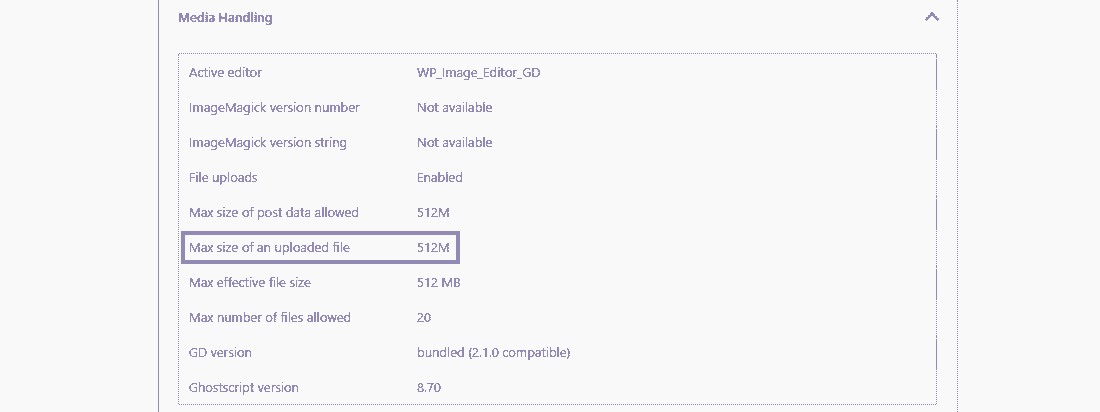 Media Handling
Active editor WP_Image_Editor_GD
ImageMagick version number Not available
ImageMagick version string Not available
File uploads Enabled
Max size of post data allowed 512M
Max size of an uploaded file 512M
Max effective file size 512 MB
Max number of files allowed 20
GD version bundled (2.1.0 compatible)
Ghostscript version 8.70